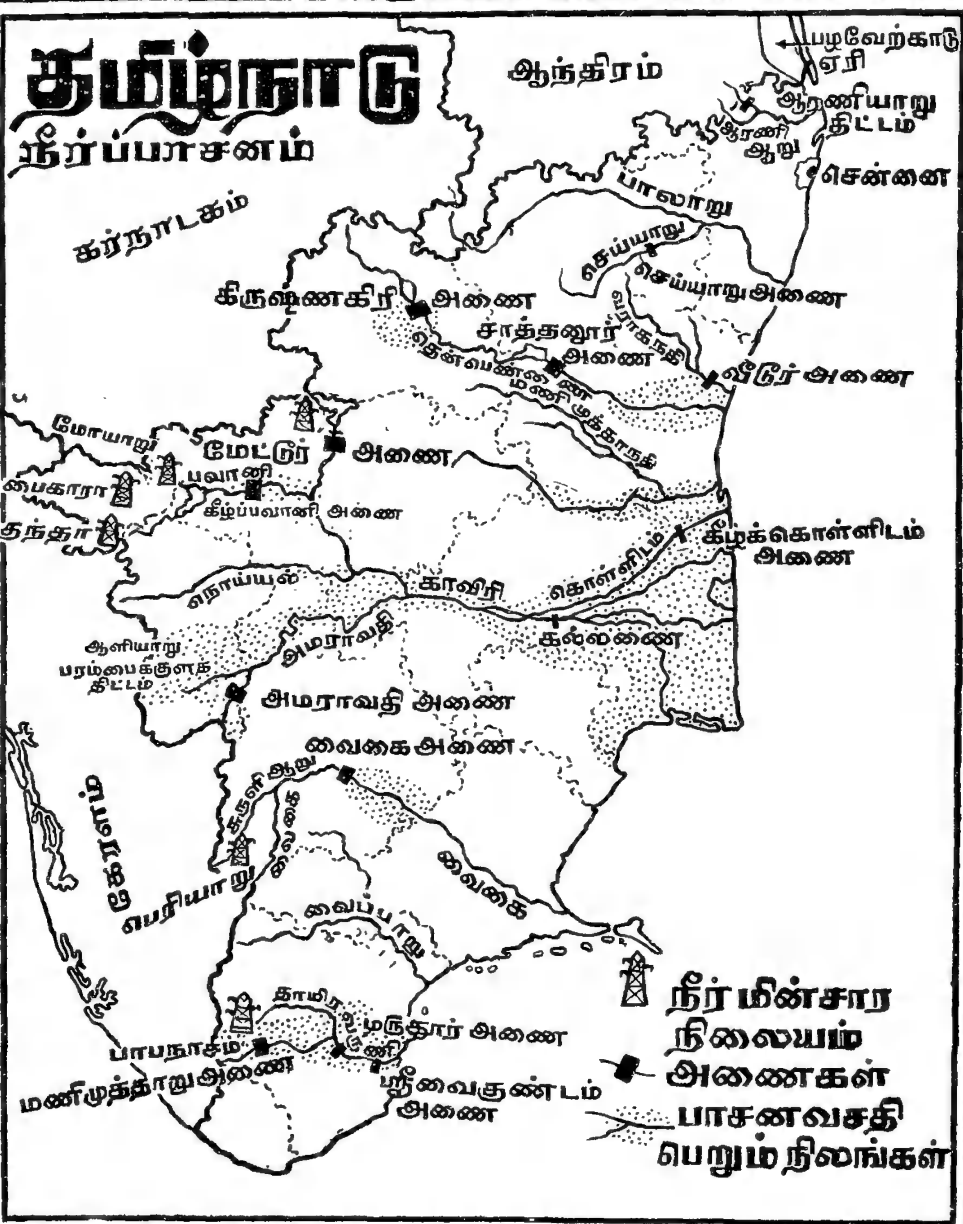 தமிழ்நாடு
நீர்ப்பாசனம்
ஆந்திரம்
பழவேற்காடு
ஏரி
ஆரணியாறு
திட்டம்
ஆரணி
ஆறு
சென்னை
கர்நாடகம்
பாலாறு
செய்யாறு
செய்யாறு அணை
கிருஷ்ணகிரி அணை
வராகநதி
சாத்தனூர்
அணை
தென்பெண்ணை
வீடூர் அணை
மணிமுக்தாநதி
மோயாறு
மேட்டூர் அணை
பைகாரா
பவானி
கீழ்ப்பவானி அணை
குந்தா
கீழ்க்கொள்ளிடம்
அணை
கொள்ளிடம்
காவிரி
நொய்யல்
கல்லணை
அமராவதி
ஆளியாறு
பரம்பைக்குளத்
திட்டம்
அமராவதி அணை
வைகை அணை
சுருளி ஆறு
வைகை
வைகை
கேரளம்
பெரியாறு
வைப்பாறு
தாமிரவருணி
மருதூர் அணை
பாபநாசம்
மணிமுத்தாறு அணை
ஸ்ரீவைகுண்டம்
அணை
நீர் மின்சார
நிலையம்
அணைகள்
பாசனவசதி
பெறும் நிலங்கள்